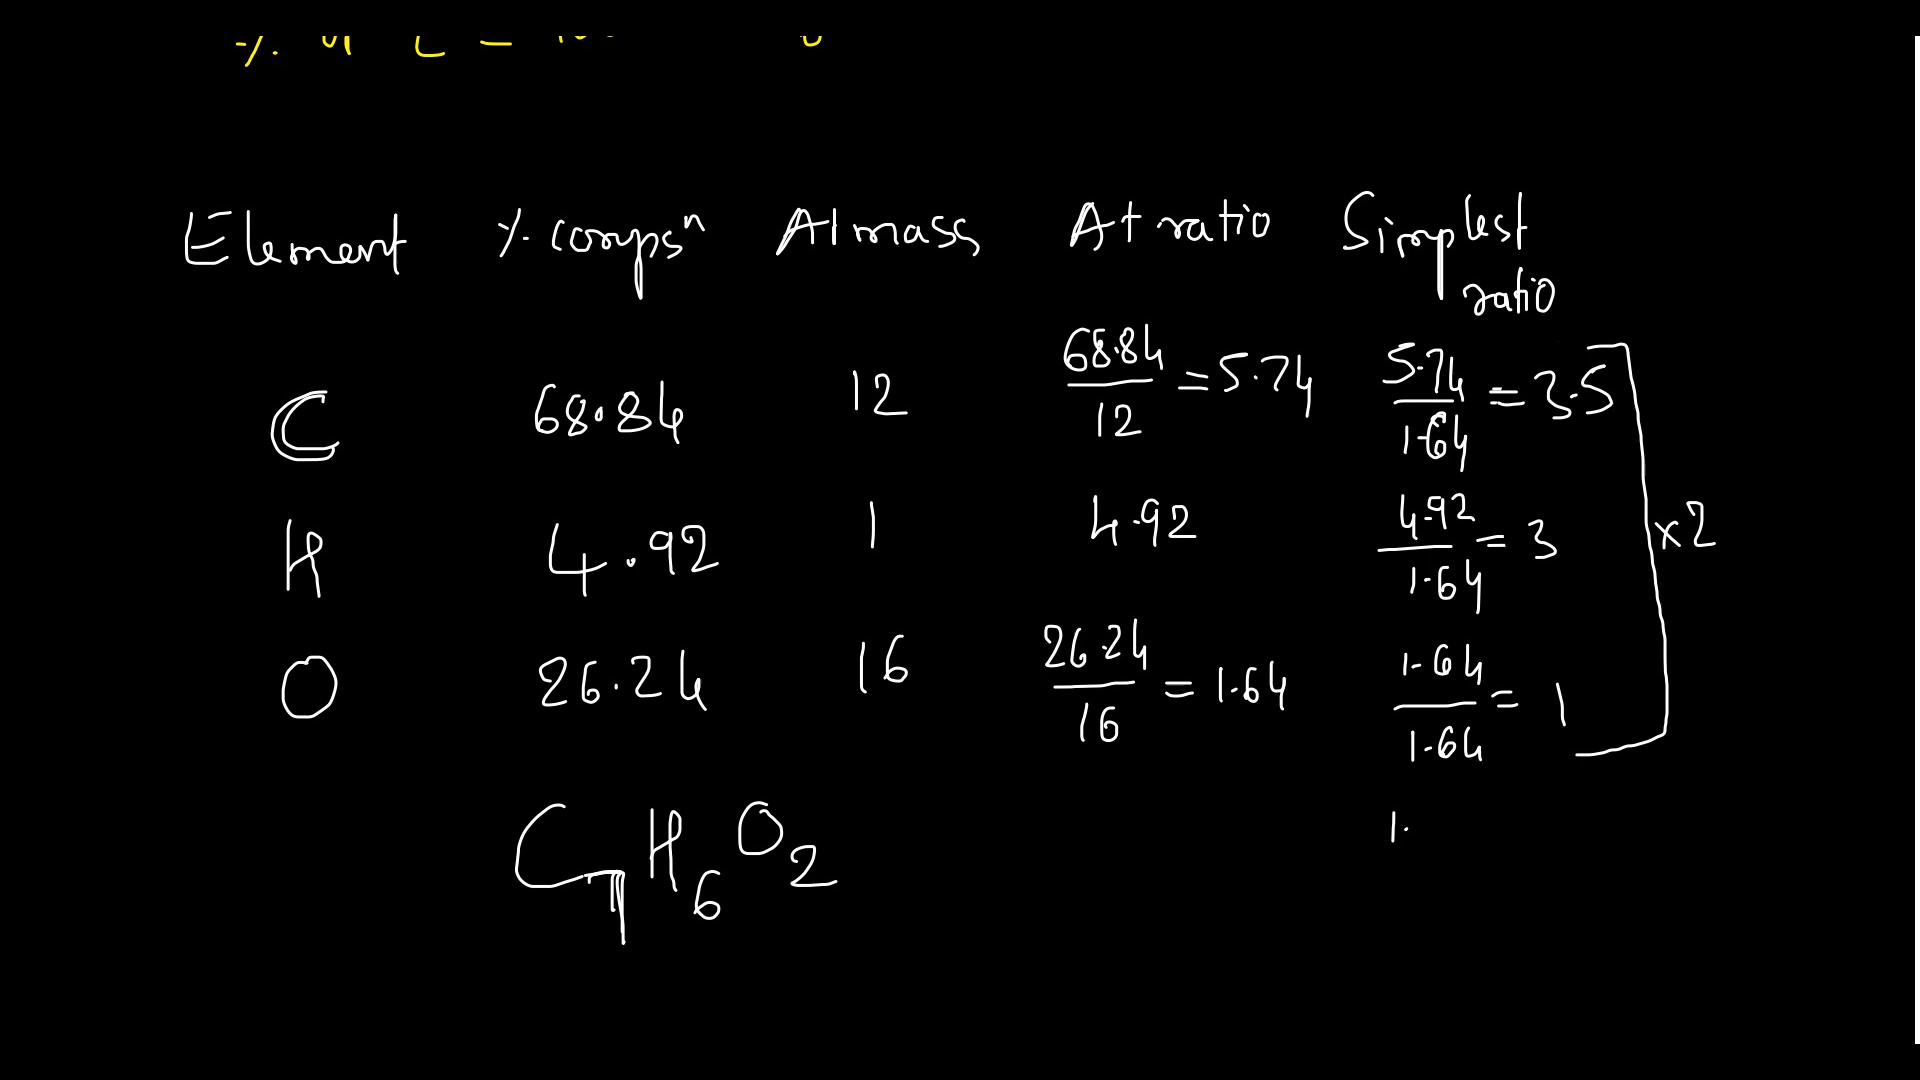 Element % compsn At mass At ratio Simplest ratio
C 68.84 12 68.84/12 = 5.74 5.74/1.64 = 3.5
H 4.92 1 4.92 4.92/1.64 = 3 ×2
O 26.24 16 26.24/16 = 1.64 1.64/1.64 = 1
C7H6O2 1.